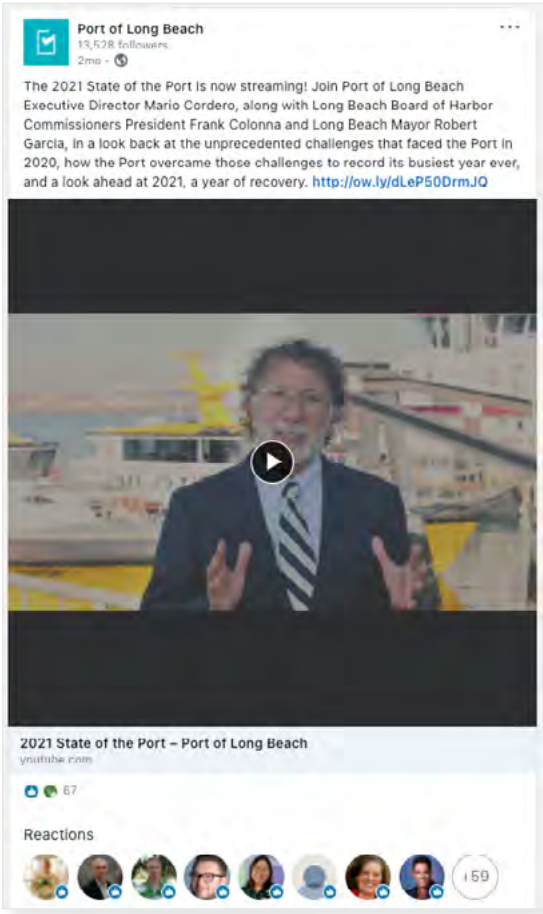 Port of Long Beach
13,528 followers
2mo •
The 2021 State of the Port is now streaming! Join Port of Long Beach
Executive Director Mario Cordero, along with Long Beach Board of Harbor
Commissioners President Frank Colonna and Long Beach Mayor Robert
Garcia, in a look back at the unprecedented challenges that faced the Port in
2020, how the Port overcame those challenges to record its busiest year ever,
and a look ahead at 2021, a year of recovery. http://ow.ly/dLeP50DrmJQ
2021 State of the Port – Port of Long Beach
youtube.com
67
Reactions
+59